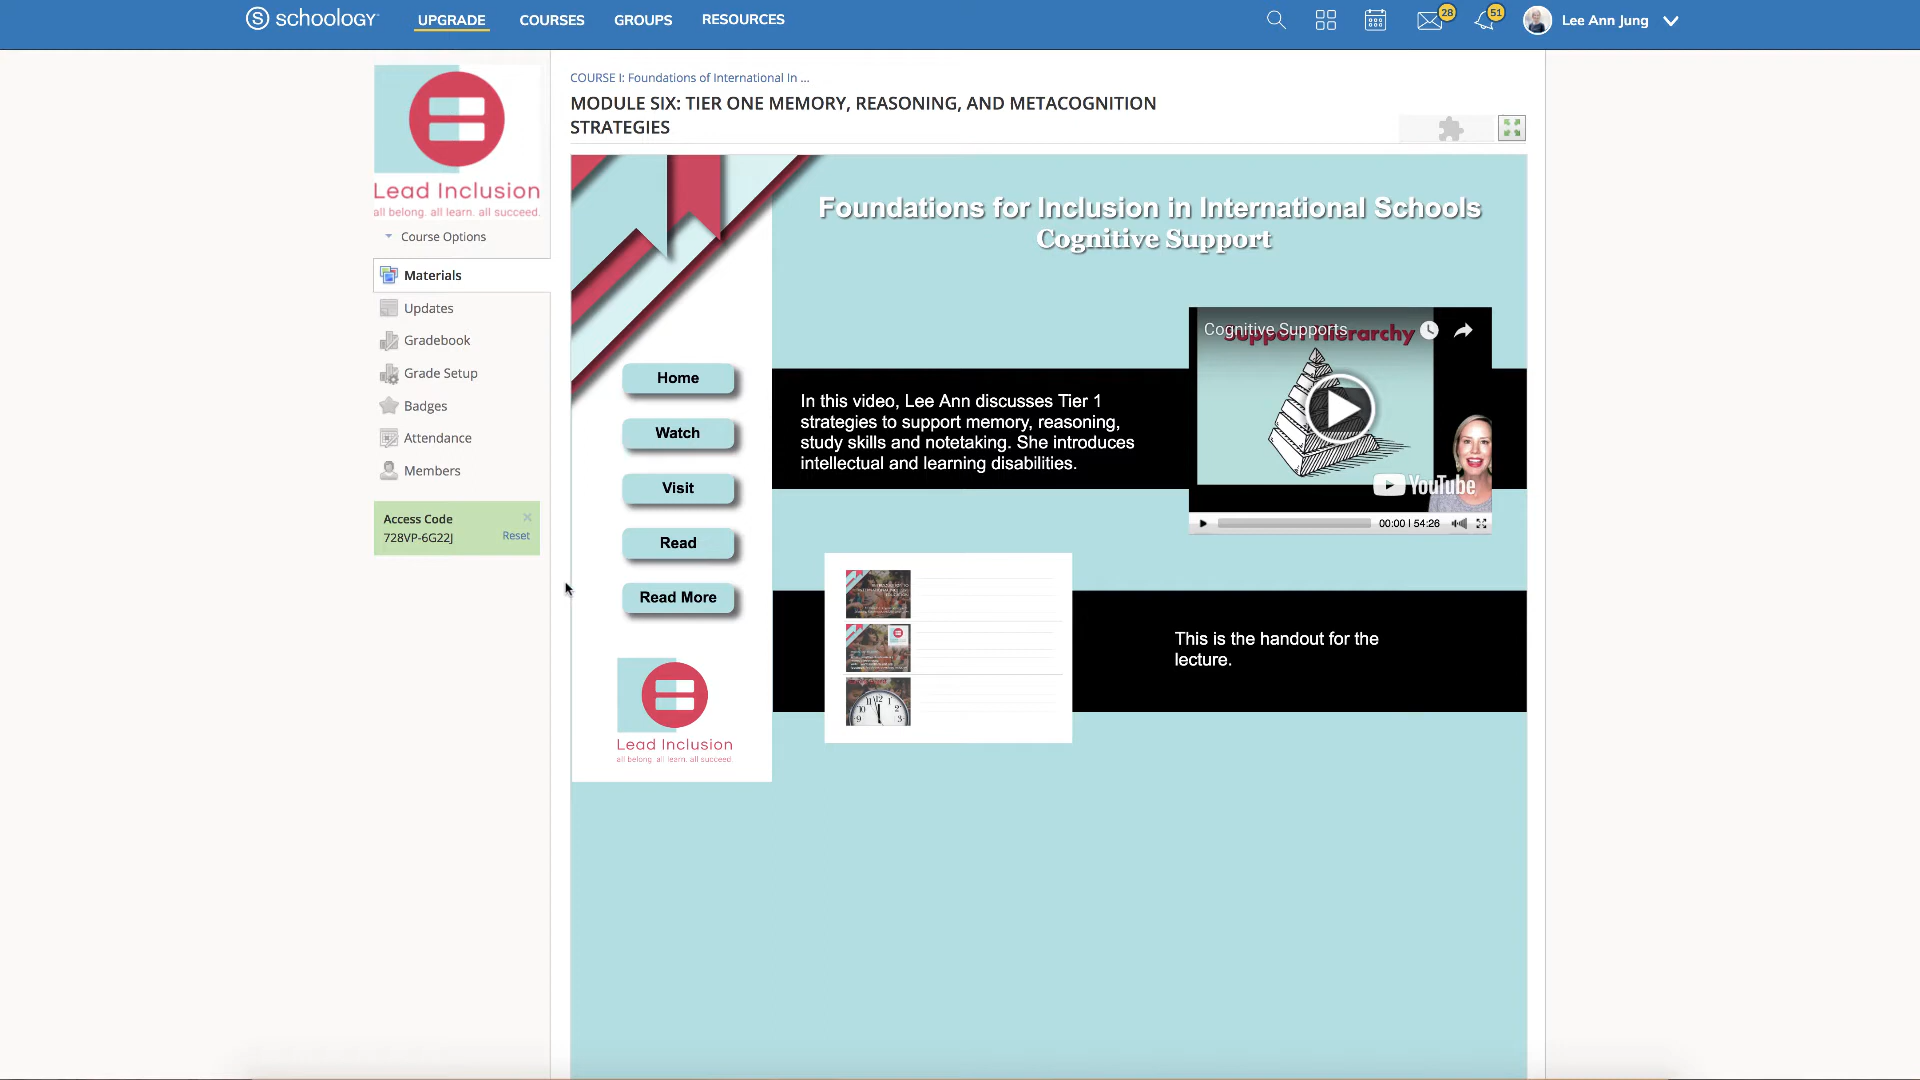 schoology
UPGRADE
COURSES
GROUPS
RESOURCES
28
51
Lee Ann Jung
Lead Inclusion
all belong. all learn. all succeed.
Course Options
Materials
Updates
Gradebook
Grade Setup
Badges
Attendance
Members
Access Code
728VP-6G22J
Reset
COURSE I: Foundations of International In ...
MODULE SIX: TIER ONE MEMORY, REASONING, AND METACOGNITION
STRATEGIES
Foundations for Inclusion in International Schools
Cognitive Support
Home
Watch
Visit
Read
Read More
Lead Inclusion
all belong. all learn. all succeed.
In this video, Lee Ann discusses Tier 1
strategies to support memory, reasoning,
study skills and notetaking. She introduces
intellectual and learning disabilities.
Cognitive Supports
YouTube
00:00 | 54:26
This is the handout for the
lecture.